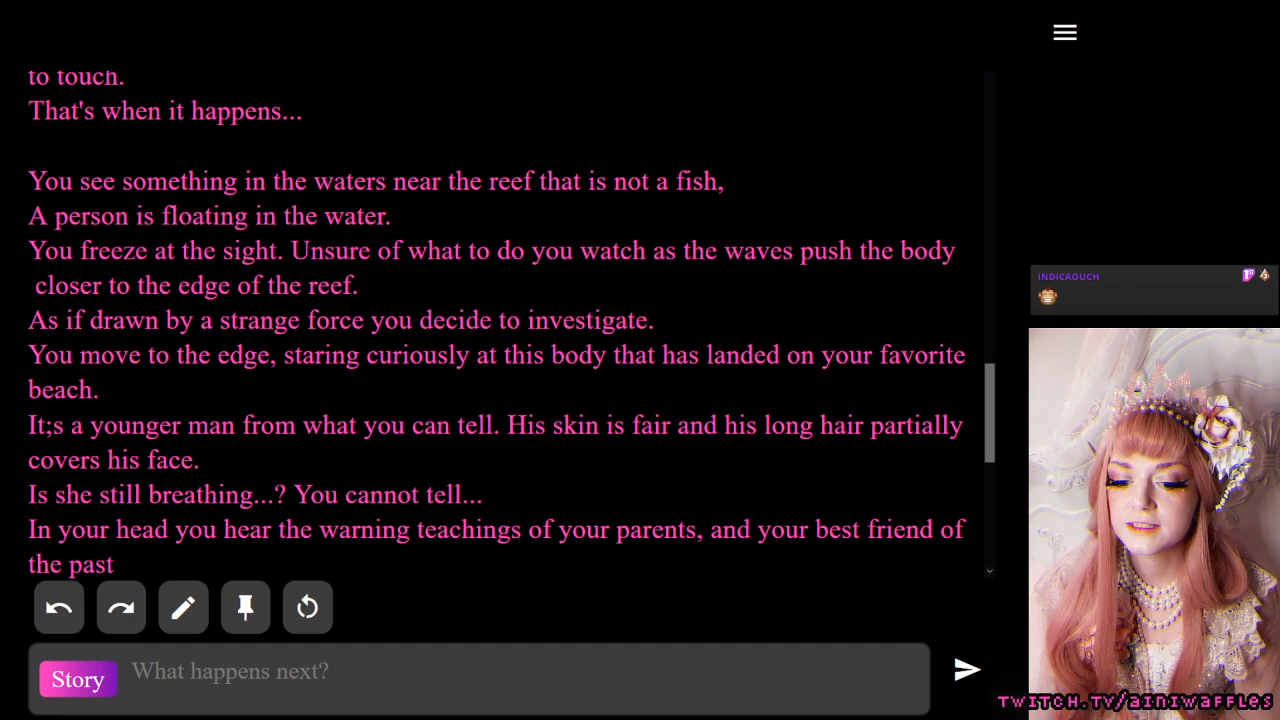 to touch.
That's when it happens...
You see something in the waters near the reef that is not a fish,
A person is floating in the water.
You freeze at the sight. Unsure of what to do you watch as the waves push the body
closer to the edge of the reef.
As if drawn by a strange force you decide to investigate.
You move to the edge, staring curiously at this body that has landed on your favorite
beach.
It;s a younger man from what you can tell. His skin is fair and his long hair partially
covers his face.
Is she still breathing...? You cannot tell...
In your head you hear the warning teachings of your parents, and your best friend of
the past
Story
What happens next?
INDICAOUCH
TWITCH.TV/AINIWAFFLES